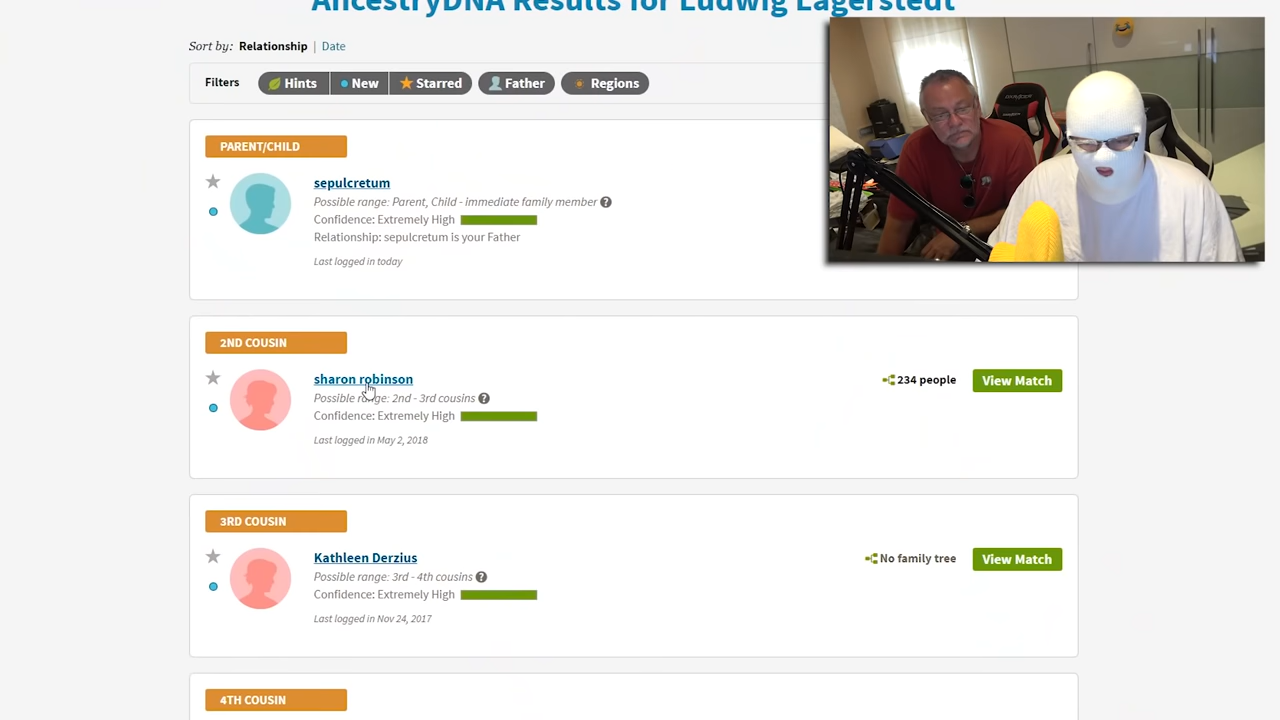 AncestryDNA Results for Ludwig Lagerstedt
Sort by: Relationship | Date
Filters Hints New Starred Father Regions
PARENT/CHILD
sepulcretum
Possible range: Parent, Child - immediate family member ?
Confidence: Extremely High
Relationship: sepulcretum is your Father
Last logged in today
2ND COUSIN
sharon robinson
234 people
View Match
Possible range: 2nd - 3rd cousins ?
Confidence: Extremely High
Last logged in May 2, 2018
3RD COUSIN
Kathleen Derzius
No family tree
View Match
Possible range: 3rd - 4th cousins ?
Confidence: Extremely High
Last logged in Nov 24, 2017
4TH COUSIN